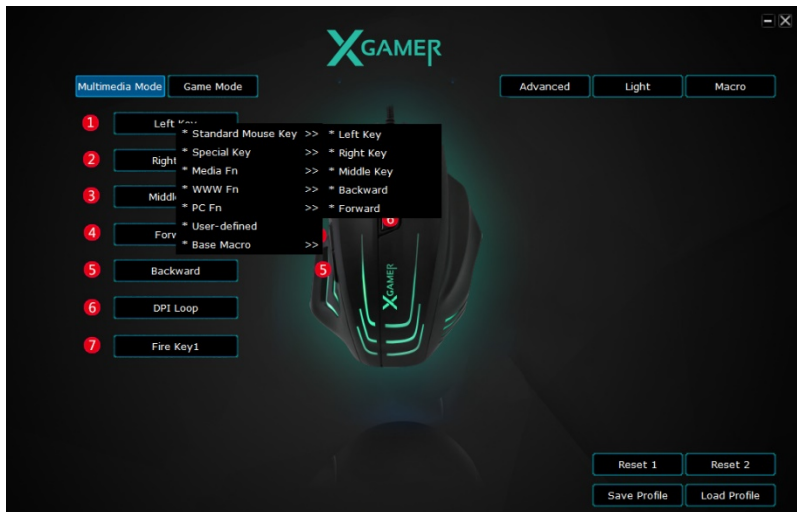 XGAMER
Multimedia Mode
Game Mode
Advanced
Light
Macro
1
Left Key
2
Right
3
Middle
4
5
Backward
6
DPI Loop
7
Fire Key1
* Standard Mouse Key >>
* Special Key >>
* Media Fn >>
* WWW Fn >>
* PC Fn >>
* User-defined
* Base Macro >>
* Left Key
* Right Key
* Middle Key
* Backward
* Forward
6
5
XGAMER
Reset 1
Reset 2
Save Profile
Load Profile